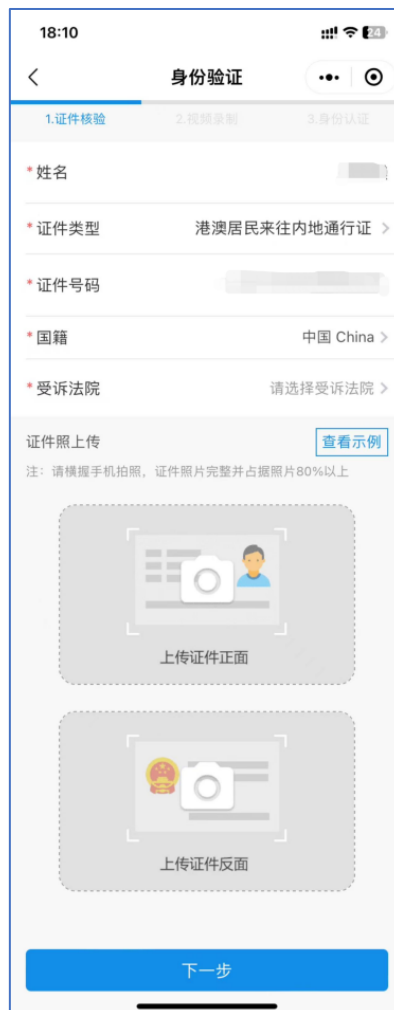 18:10
24
身份验证
1.证件核验 2.视频录制 3.身份认证
*姓名
*证件类型 港澳居民来往内地通行证 >
*证件号码
*国籍 中国 China >
*受诉法院 请选择受诉法院 >
证件照上传 查看示例
注：请横握手机拍照，证件照片完整并占据照片80%以上
上传证件正面
上传证件反面
下一步